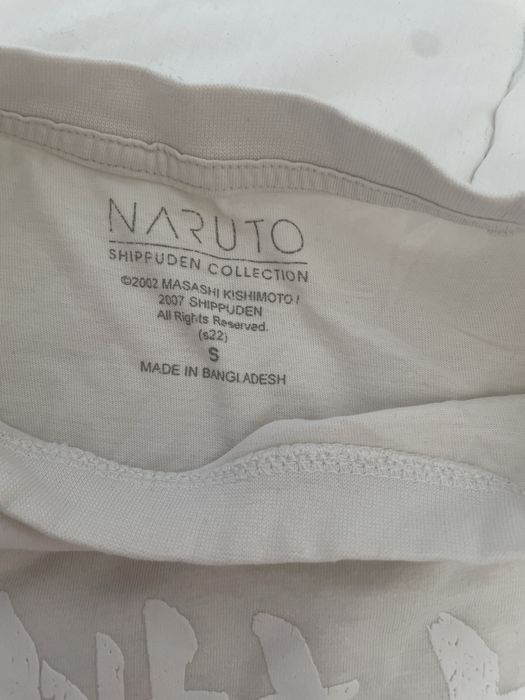 NARUTO
SHIPPUDEN COLLECTION
©2002 MASASHI KISHIMOTO /
2007 SHIPPUDEN
All Rights Reserved.
(s22)
S
MADE IN BANGLADESH